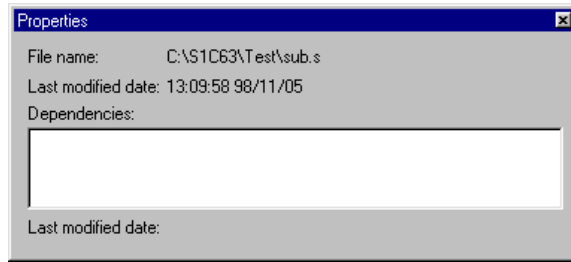 Properties
File name: C:\S1C63\Test\sub.s
Last modified date: 13:09:58 98/11/05
Dependencies:
Last modified date: